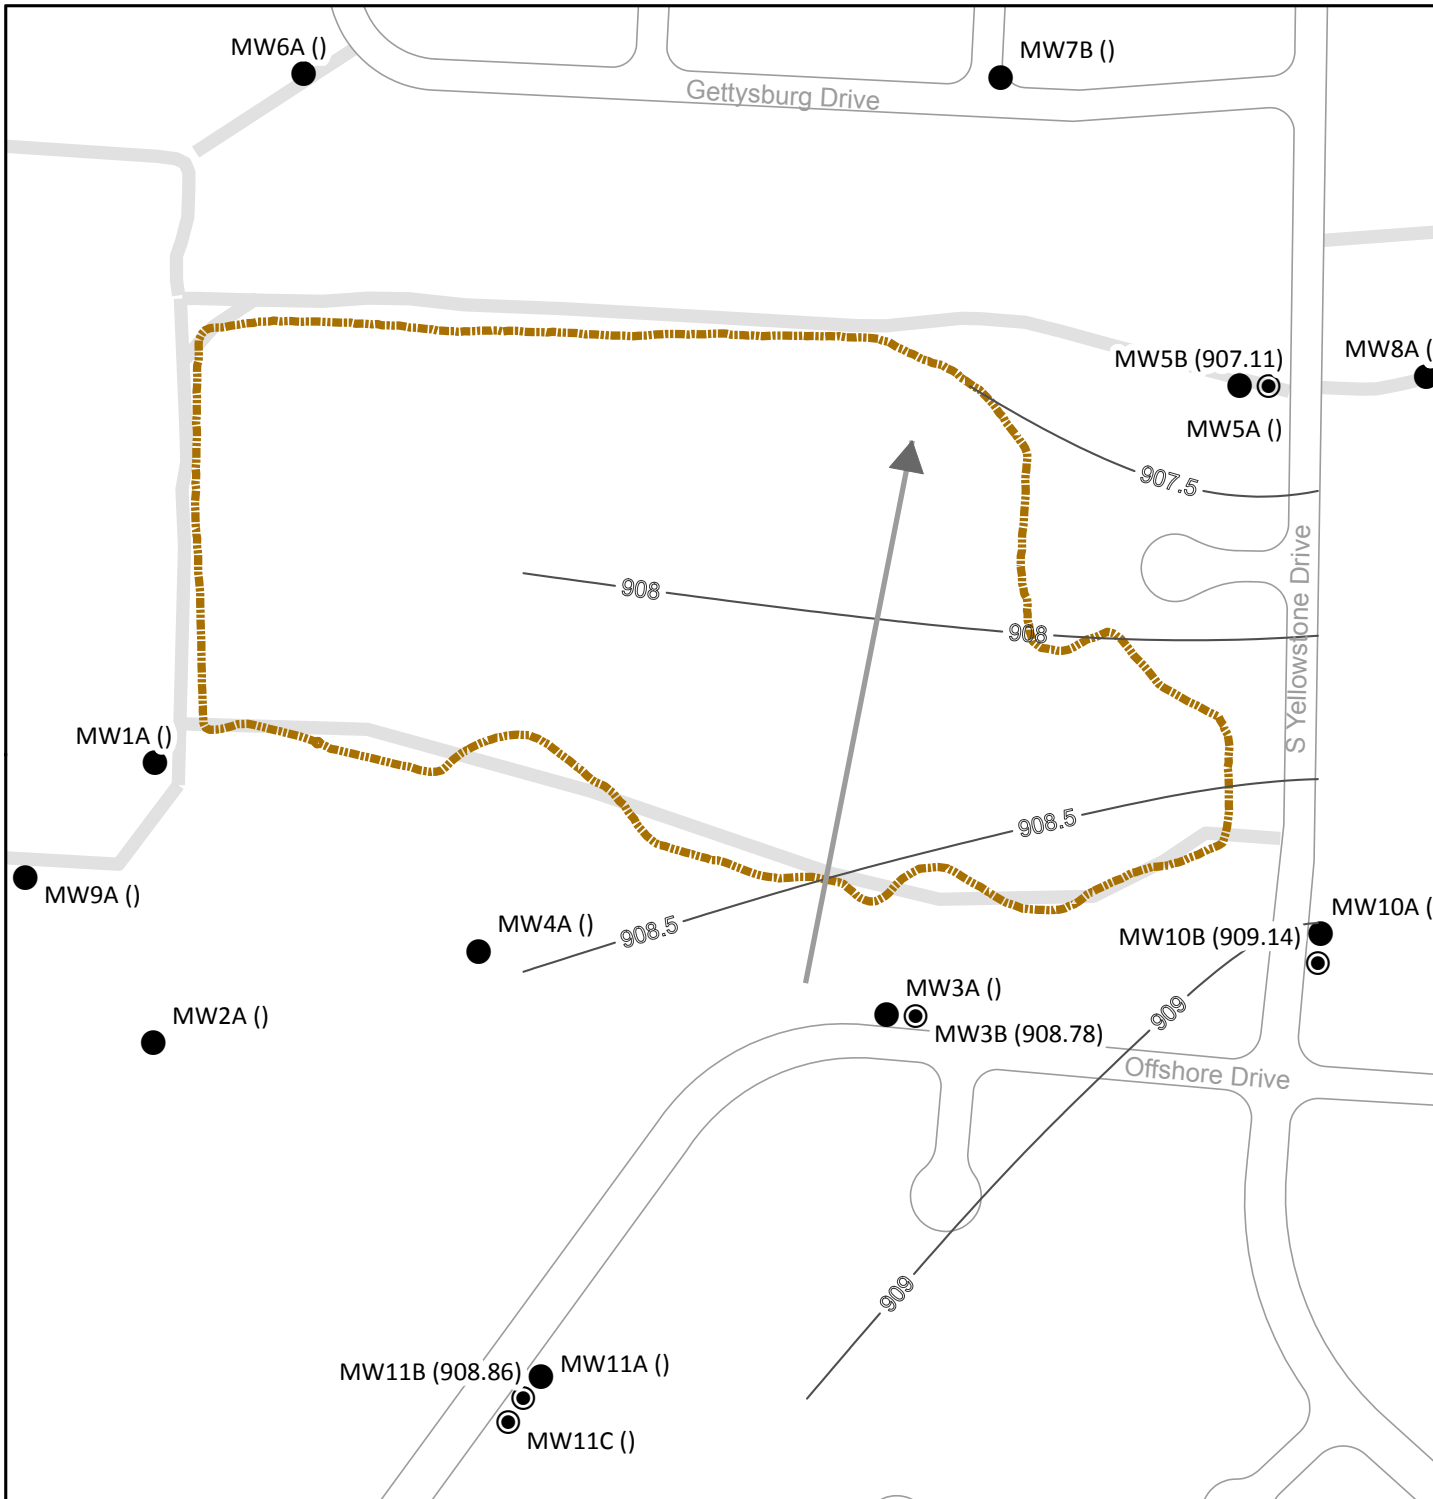 MW6A ()
MW7B ()
Gettysburg Drive
MW5B (907.11)
MW8A (
MW5A ()
907.5
908
908
S Yellowstone Drive
MW1A ()
908.5
MW9A ()
MW4A ()
908.5
MW10A (
MW10B (909.14)
MW3A ()
MW2A ()
909
MW3B (908.78)
Offshore Drive
909
MW11B (908.86)
MW11A ()
MW11C ()